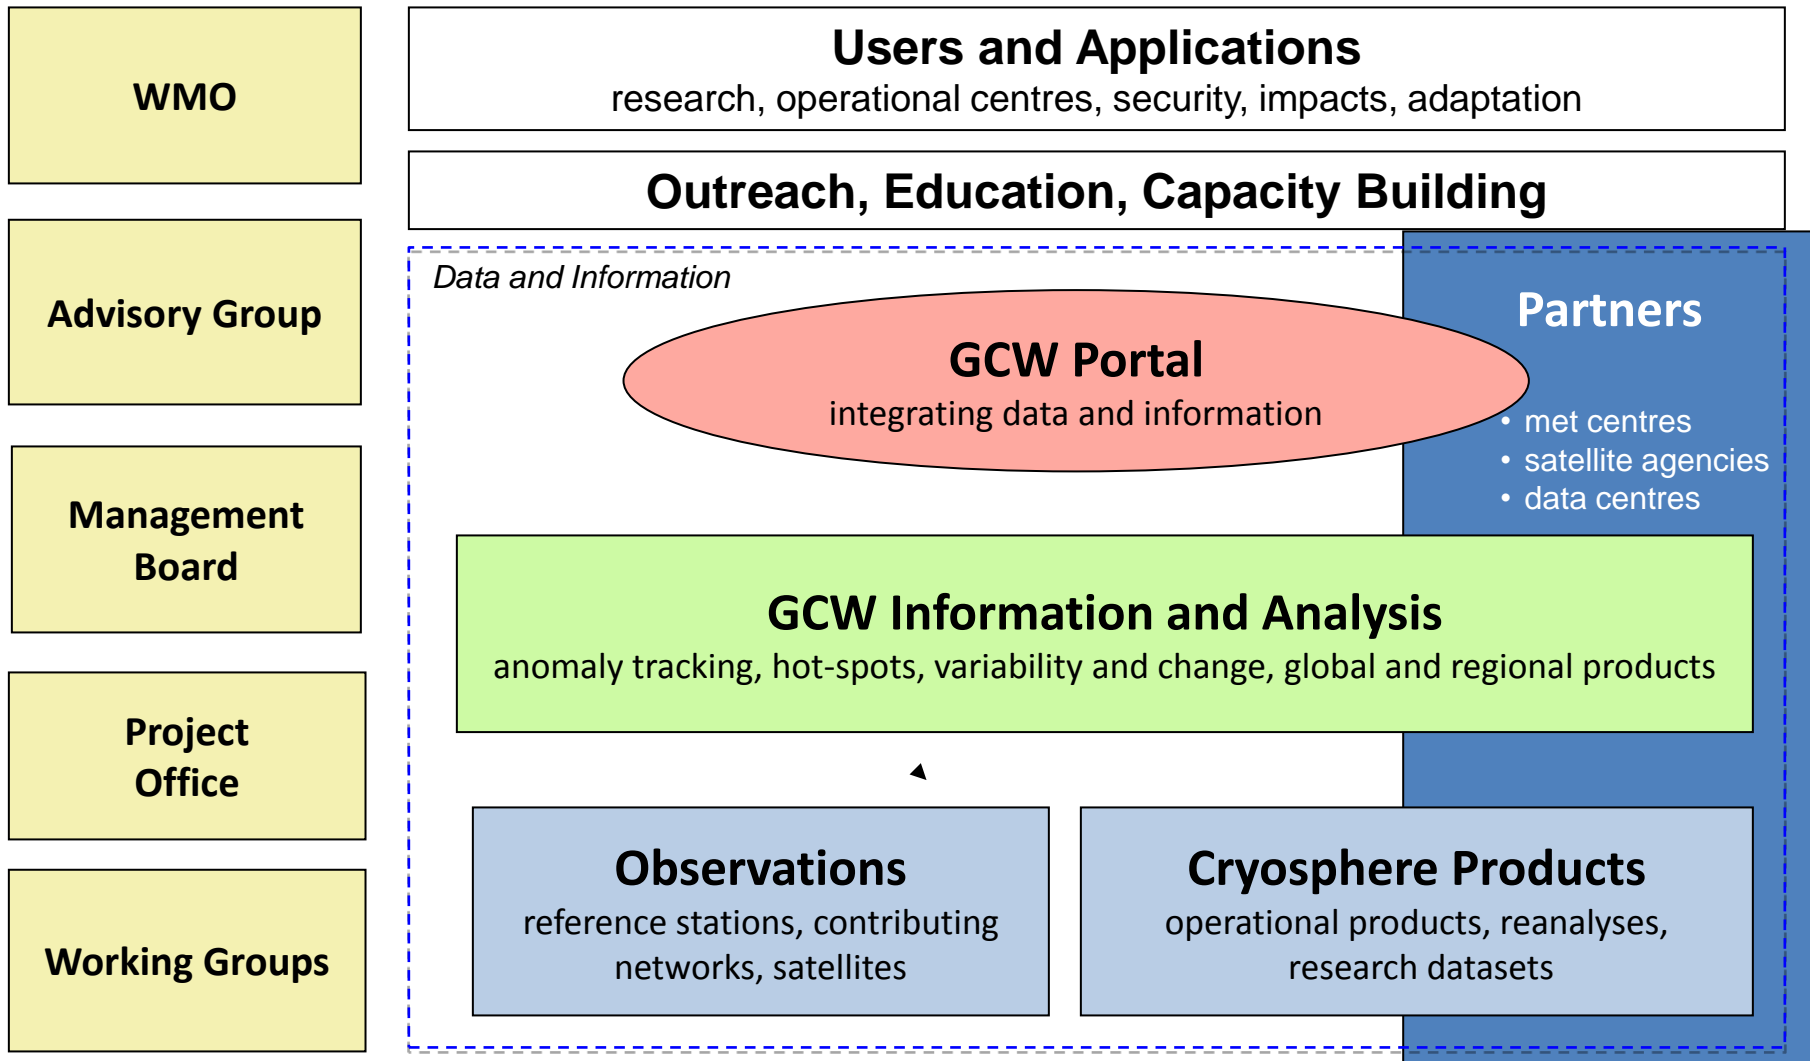 WMO
Advisory Group
Management
Board
Project
Office
Working Groups
Users and Applications
research, operational centres, security, impacts, adaptation
Outreach, Education, Capacity Building
Data and Information
GCW Portal
integrating data and information
Partners
• met centres
• satellite agencies
• data centres
GCW Information and Analysis
anomaly tracking, hot-spots, variability and change, global and regional products
Observations
reference stations, contributing
networks, satellites
Cryosphere Products
operational products, reanalyses,
research datasets